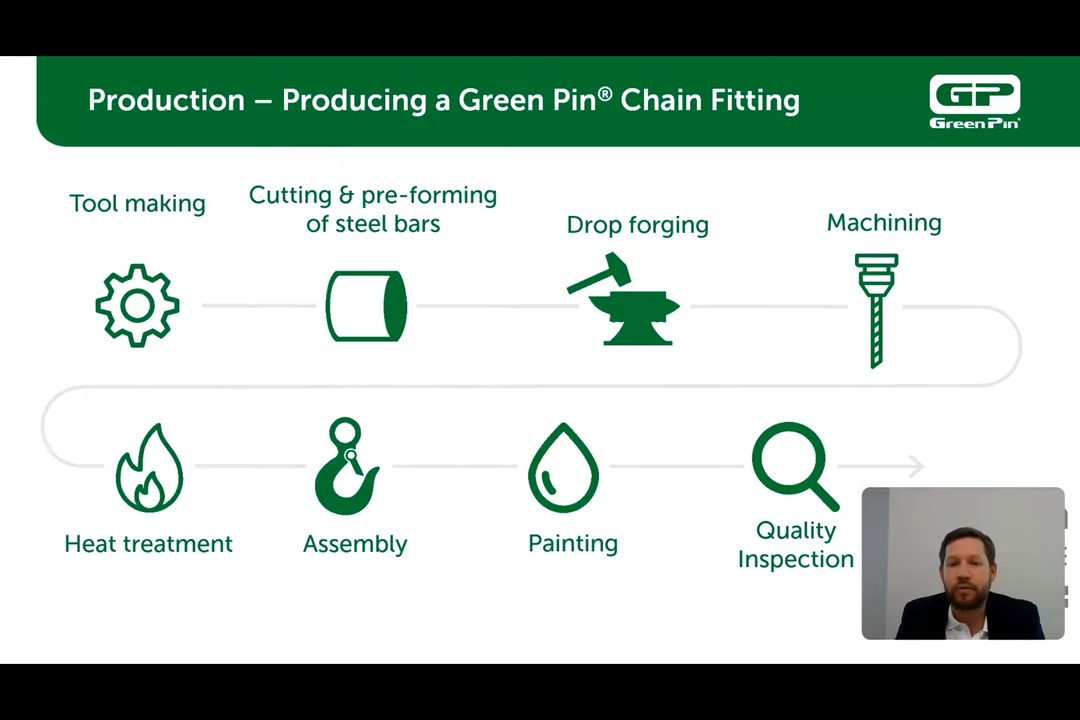 Production – Producing a Green Pin® Chain Fitting
GP
Green Pin®
Tool making
Cutting & pre-forming
of steel bars
Drop forging
Machining
Heat treatment
Assembly
Painting
Quality
Inspection